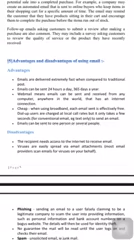 potential sale into a completed purchase. For example, a company may
create an automated email that is sent to online buyers who keep items in
their shopping cart for a specific amount of time. The email may remind
the customer that they have products sitting in their cart and encourage
them to complete the purchase before the items run out of stock.
Follow-up emails asking customers to submit a review after making a
purchase are also common. They may include a survey asking customers
to review the quality of service or the product they have recently
received.
[9]Advantages and disadvantages of using email :-
Advantages:
• Emails are delivered extremely fast when compared to traditional
post.
• Emails can be sent 24 hours a day, 365 days a year.
• Webmail means emails can be sent and received from any
computer, anywhere in the world, that has an internet
connection.
• Cheap - when using broadband, each email sent is effectively free.
Dial-up users are charged at local call rates but it only takes a few
seconds (for conventional email, eg text only) to send an email.
• Emails can be sent to one person or several people.
Disadvantages
• The recipient needs access to the internet to receive email
• Viruses are easily spread via email attachments (most email
providers scan emails for viruses on your behalf).
• Phishing - sending an email to a user falsely claiming to be a
legitimate company to scam the user into providing information,
such as personal information and bank account numbers on a
bogus website. The details will then be used for identity theft.
• No guarantee the mail will be read until the user logs on and
checks their email.
• Spam - unsolicited email, ie junk mail.